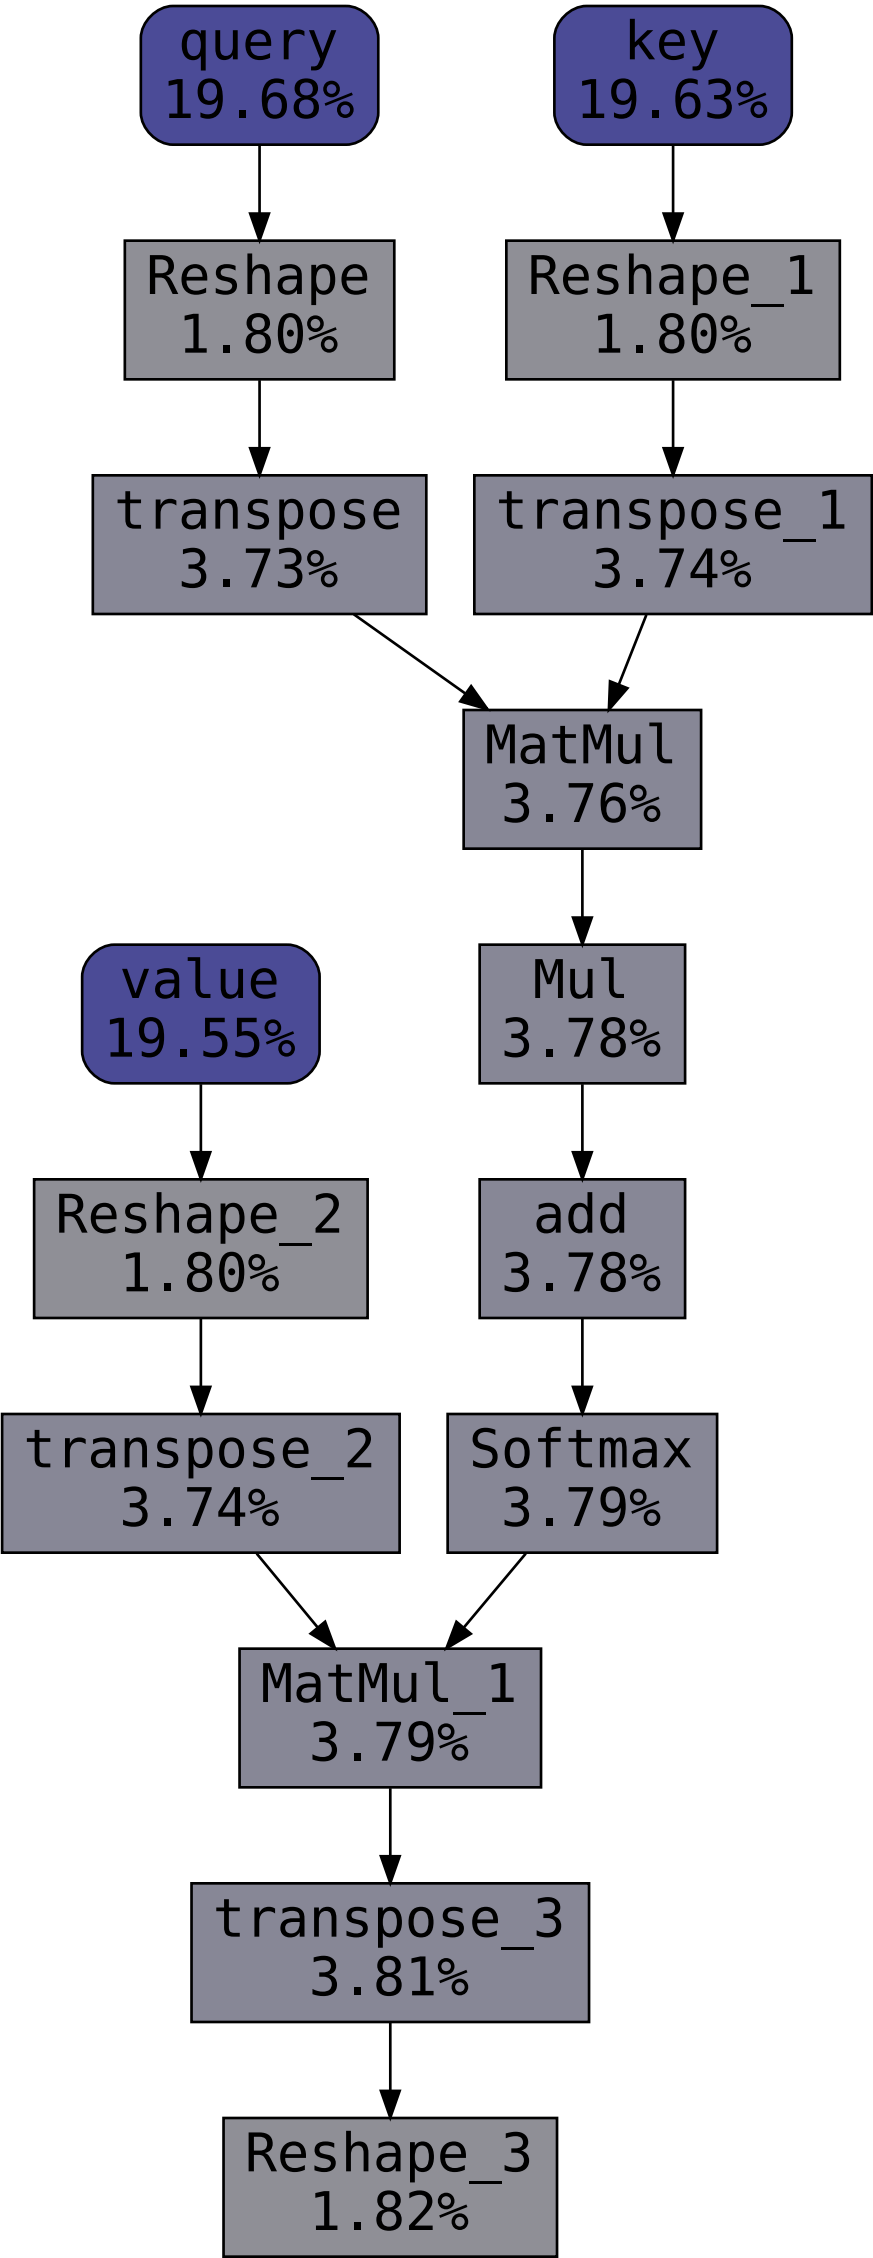 query
19.68%
key
19.63%
Reshape
1.80%
Reshape_1
1.80%
transpose
3.73%
transpose_1
3.74%
MatMul
3.76%
value
19.55%
Mul
3.78%
Reshape_2
1.80%
add
3.78%
transpose_2
3.74%
Softmax
3.79%
MatMul_1
3.79%
transpose_3
3.81%
Reshape_3
1.82%